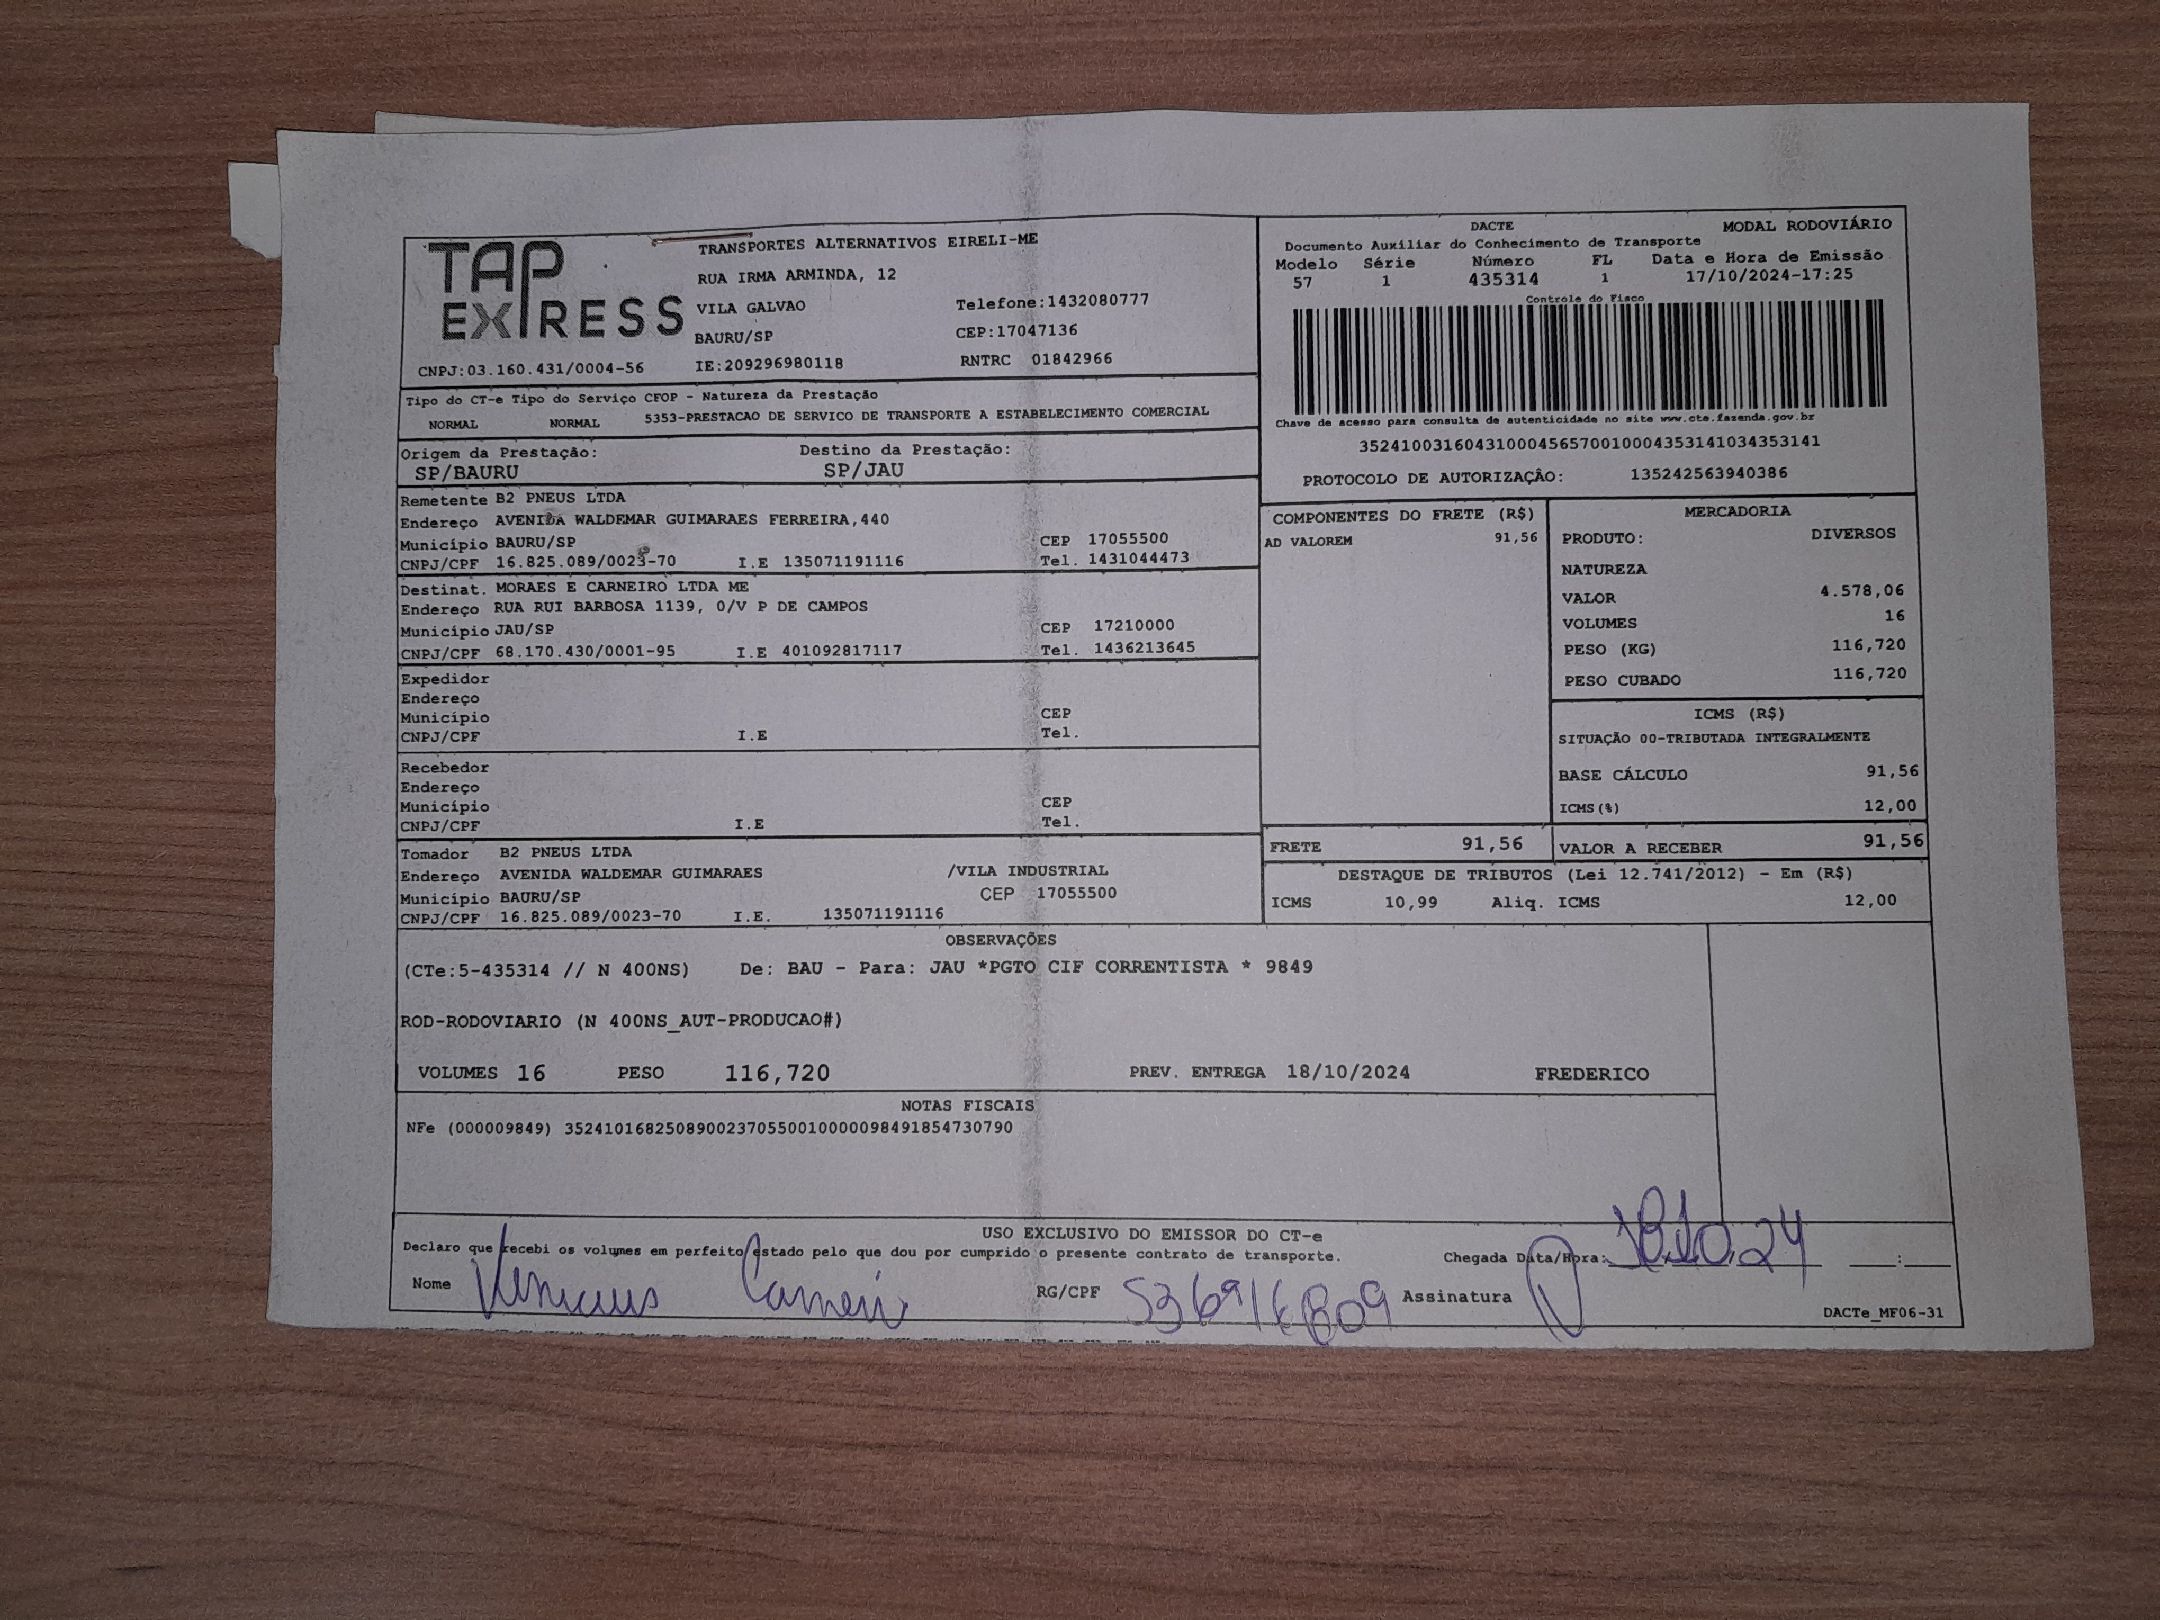 TAP EXPRESS
TRANSPORTES ALTERNATIVOS EIRELI-ME
RUA IRMA ARMINDA, 12
VILA GALVAO Telefone:1432080777
BAURU/SP CEP:17047136
CNPJ:03.160.431/0004-56 IE:209296980118 RNTRC 01842966
DACTE MODAL RODOVIÁRIO
Documento Auxiliar do Conhecimento de Transporte
Modelo Série Número FL Data e Hora de Emissão
57 1 435314 1 17/10/2024-17:25
Controle do Fisco
Chave de acesso para consulta de autenticidade no site www.cte.fazenda.gov.br
35241003160431000456570010004353141034353141
PROTOCOLO DE AUTORIZAÇÂO: 135242563940386
Tipo do CT-e Tipo do Serviço CFOP - Natureza da Prestação
NORMAL NORMAL 5353-PRESTACAO DE SERVICO DE TRANSPORTE A ESTABELECIMENTO COMERCIAL
Origem da Prestação: Destino da Prestação:
SP/BAURU SP/JAU
Remetente B2 PNEUS LTDA
Endereço AVENIDA WALDEMAR GUIMARAES FERREIRA,440
Município BAURU/SP CEP 17055500
CNPJ/CPF 16.825.089/0023-70 I.E 135071191116 Tel. 1431044473
Destinat. MORAES E CARNEIRO LTDA ME
Endereço RUA RUI BARBOSA 1139, 0/V P DE CAMPOS
Município JAU/SP CEP 17210000
CNPJ/CPF 68.170.430/0001-95 I.E 401092817117 Tel. 1436213645
Expedidor
Endereço
Município CEP
CNPJ/CPF I.E Tel.
Recebedor
Endereço
Município CEP
CNPJ/CPF I.E Tel.
Tomador B2 PNEUS LTDA
Endereço AVENIDA WALDEMAR GUIMARAES /VILA INDUSTRIAL
Município BAURU/SP CEP 17055500
CNPJ/CPF 16.825.089/0023-70 I.E. 135071191116
COMPONENTES DO FRETE (R$)
AD VALOREM 91,56
MERCADORIA
PRODUTO: DIVERSOS
NATUREZA
VALOR 4.578,06
VOLUMES 16
PESO (KG) 116,720
PESO CUBADO 116,720
ICMS (R$)
SITUAÇÃO 00-TRIBUTADA INTEGRALMENTE
BASE CÁLCULO 91,56
ICMS(%) 12,00
FRETE 91,56 VALOR A RECEBER 91,56
DESTAQUE DE TRIBUTOS (Lei 12.741/2012) - Em (R$)
ICMS 10,99 Aliq. ICMS 12,00
OBSERVAÇÕES
(CTe:5-435314 // N 400NS) De: BAU - Para: JAU *PGTO CIF CORRENTISTA * 9849
ROD-RODOVIARIO (N 400NS_AUT-PRODUCAO#)
VOLUMES 16 PESO 116,720 PREV. ENTREGA 18/10/2024 FREDERICO
NOTAS FISCAIS
NFe (000009849) 35241016825089002370550010000098491854730790
USO EXCLUSIVO DO EMISSOR DO CT-e
Declaro que recebi os volumes em perfeito estado pelo que dou por cumprido o presente contrato de transporte. Chegada Data/Hora: 18.10.24 :
Nome Vinicius RG/CPF Assinatura
DACTe_MF06-31